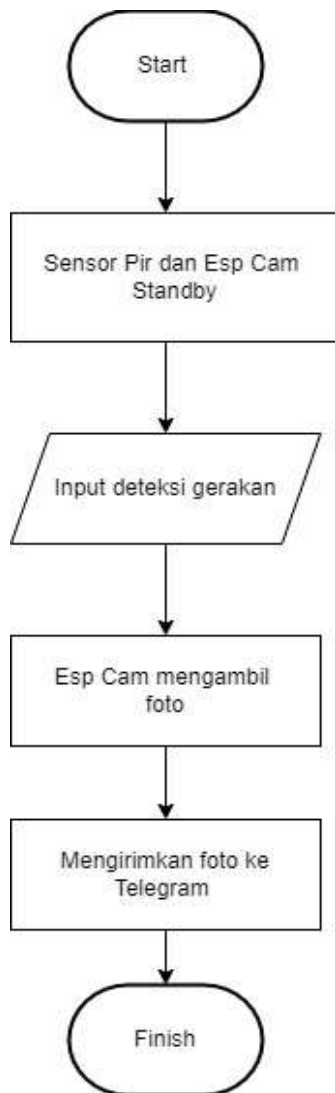 Start
Sensor Pir dan Esp Cam
Standby
Input deteksi gerakan
Esp Cam mengambil
foto
Mengirimkan foto ke
Telegram
Finish